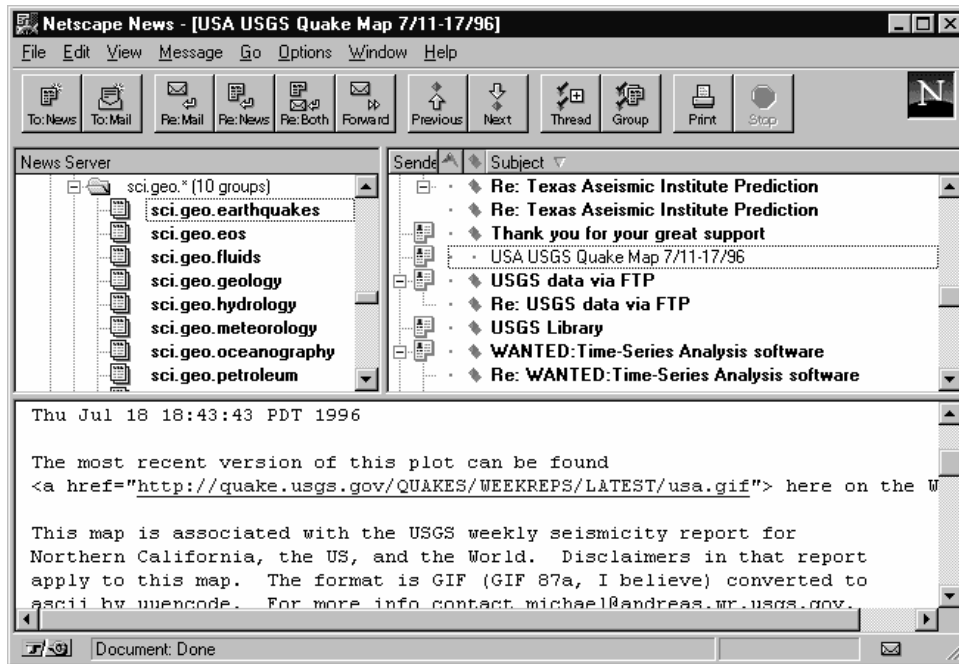 Netscape News - [USA USGS Quake Map 7/11-17/96]
File Edit View Message Go Options Window Help
To:News To:Mail Re:Mail Re:News Re:Both Forward Previous Next Thread Group Print Stop
N
News Server
sci.geo.* (10 groups)
sci.geo.earthquakes
sci.geo.eos
sci.geo.fluids
sci.geo.geology
sci.geo.hydrology
sci.geo.meteorology
sci.geo.oceanography
sci.geo.petroleum
Sende Subject
Re: Texas Aseismic Institute Prediction
Re: Texas Aseismic Institute Prediction
Thank you for your great support
USA USGS Quake Map 7/11-17/96
USGS data via FTP
Re: USGS data via FTP
USGS Library
WANTED:Time-Series Analysis software
Re: WANTED:Time-Series Analysis software
Thu Jul 18 18:43:43 PDT 1996
The most recent version of this plot can be found
<a href="http://quake.usgs.gov/QUAKES/WEEKREPS/LATEST/usa.gif"> here on the W
This map is associated with the USGS weekly seismicity report for
Northern California, the US, and the World.  Disclaimers in that report
apply to this map.  The format is GIF (GIF 87a, I believe) converted to
ascii by uuencode.  For more info contact michael@andreas.wr.usgs.gov.
Document: Done